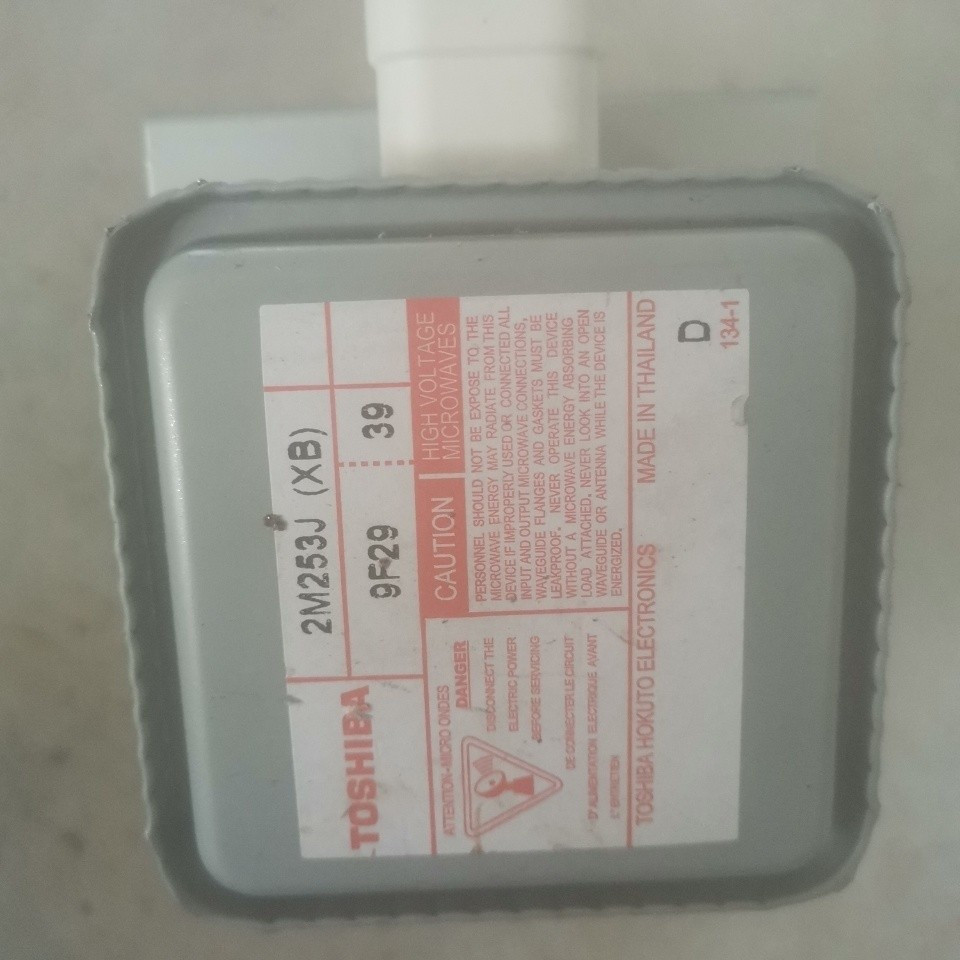 TOSHIBA
2M253J (XB)
9F29
39
ATTENTION-MICRO ONDES
DANGER
DISCONNECT THE
ELECTRIC POWER
BEFORE SERVICING
DE CONNECTER LE CIRCUIT
D'ALIMENTATION ELECTRIQUE AVANT
L'ENTRETIEN
CAUTION
HIGH VOLTAGE
MICROWAVES
PERSONNEL SHOULD NOT BE EXPOSE TO THE
MICROWAVE ENERGY MAY RADIATE FROM THIS
DEVICE IF IMPROPERLY USED OR CONNECTED ALL
INPUT AND OUTPUT MICROWAVE CONNECTIONS,
WAVEGUIDE FLANGES AND GASKETS MUST BE
LEAKPROOF. NEVER OPERATE THIS DEVICE
WITHOUT A MICROWAVE ENERGY ABSORBING
LOAD ATTACHED. NEVER LOOK INTO AN OPEN
WAVEGUIDE OR ANTENNA WHILE THE DEVICE IS
ENERGIZED.
TOSHIBA HOKUTO ELECTRONICS MADE IN THAILAND
D
134-1